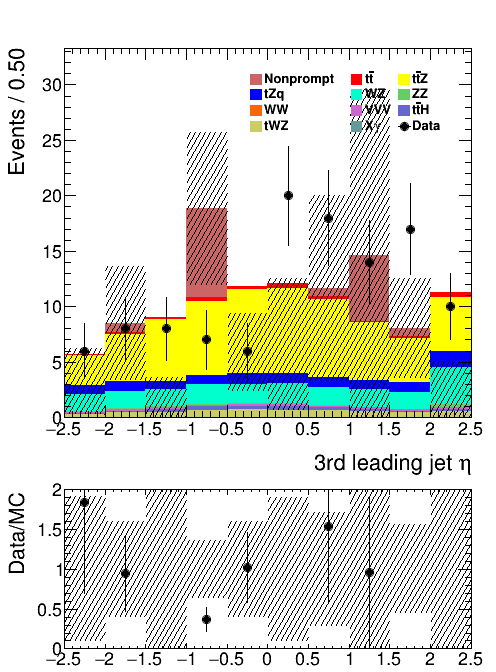 Events / 0.50
30
25
20
15
10
5
0
Nonprompt tt̄ tt̄Z
tZq WZ ZZ
WW VVV tt̄H
tWZ Xγ Data
−2.5 −2 −1.5 −1 −0.5 0 0.5 1 1.5 2 2.5
3rd leading jet η
Data/MC
2
1.5
1
0.5
0
−2.5 −2 −1.5 −1 −0.5 0 0.5 1 1.5 2 2.5